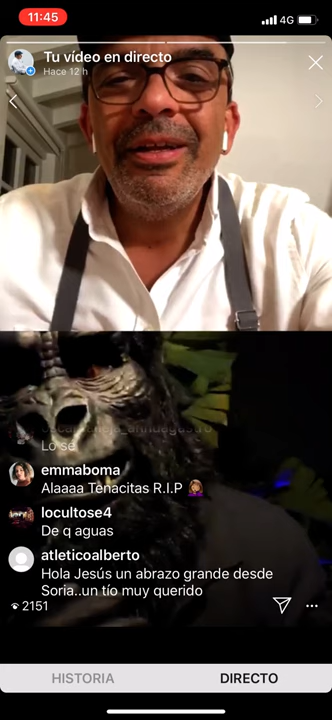 11:45
4G
Tu vídeo en directo
Hace 12 h
Lo sé
emmaboma
Alaaaa Tenacitas R.I.P
locultose4
De q aguas
atleticoalberto
Hola Jesús un abrazo grande desde
Soria..un tío muy querido
2151
HISTORIA
DIRECTO